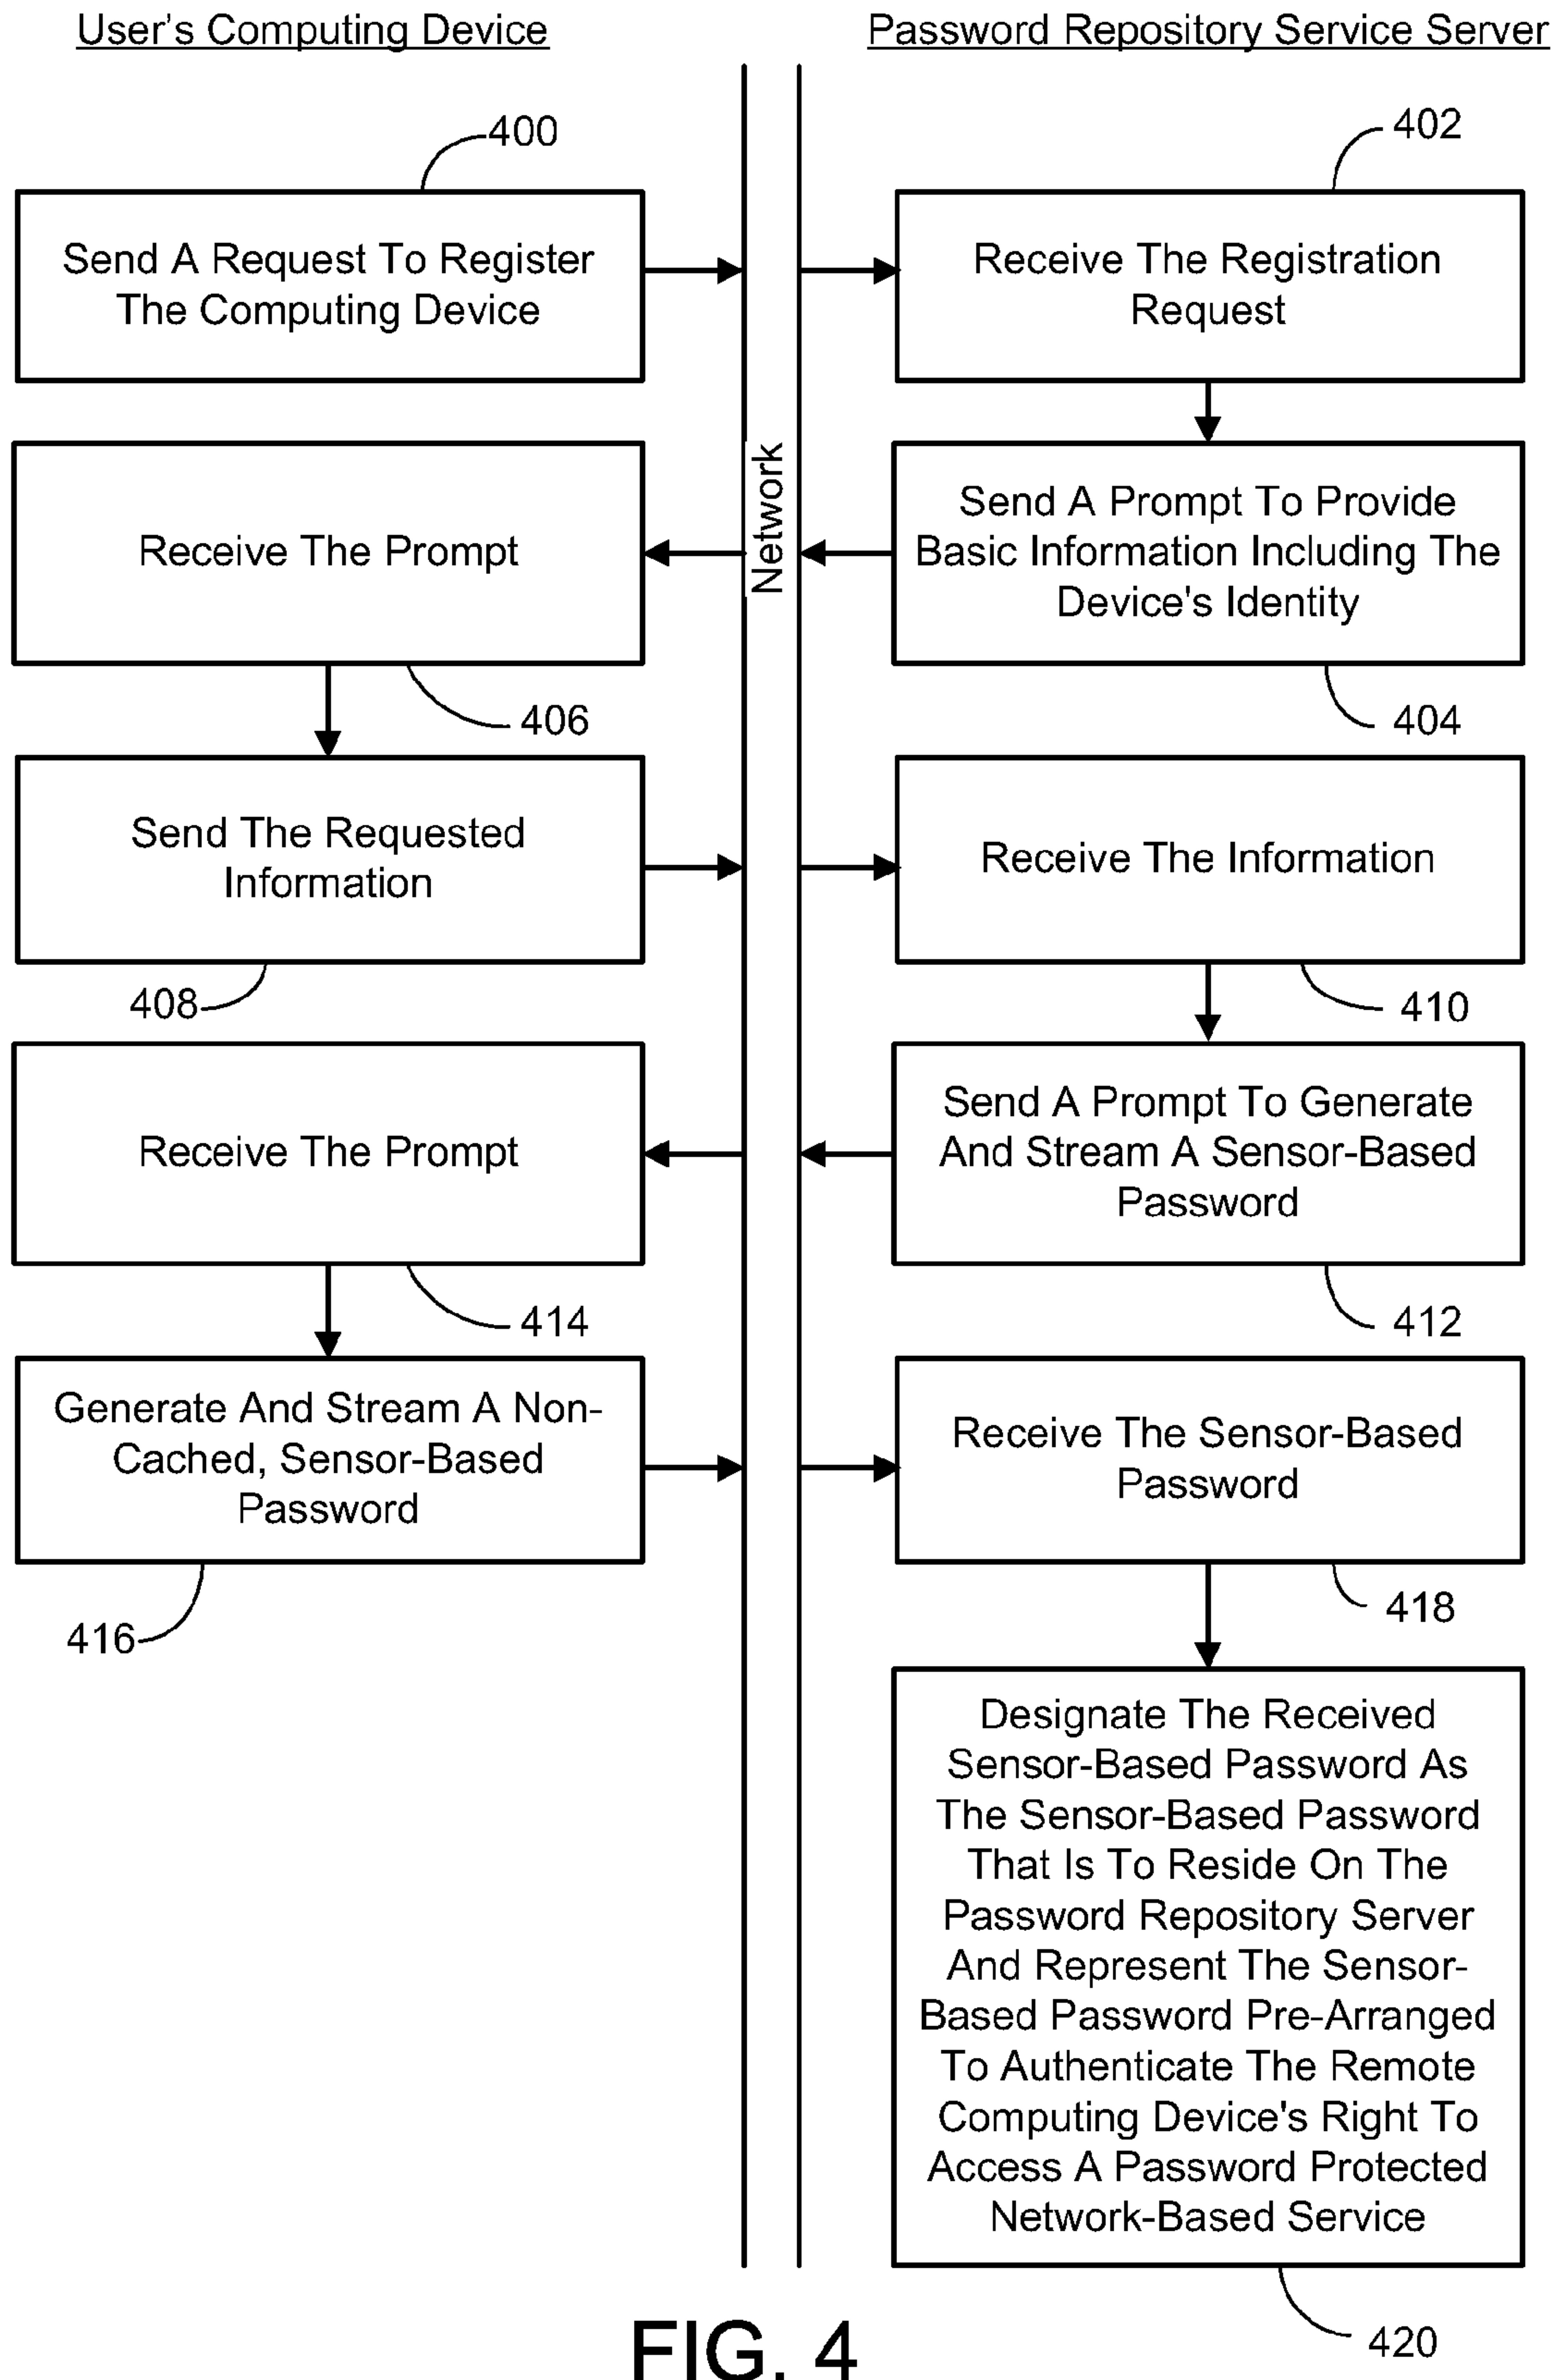 User's Computing Device
Password Repository Service Server
400
402
Send A Request To Register
The Computing Device
Receive The Registration
Request
Network
Receive The Prompt
Send A Prompt To Provide
Basic Information Including The
Device's Identity
406
404
Send The Requested
Information
Receive The Information
408
410
Receive The Prompt
Send A Prompt To Generate
And Stream A Sensor-Based
Password
414
412
Generate And Stream A Non-
Cached, Sensor-Based
Password
Receive The Sensor-Based
Password
416
418
Designate The Received
Sensor-Based Password As
The Sensor-Based Password
That Is To Reside On The
Password Repository Server
And Represent The Sensor-
Based Password Pre-Arranged
To Authenticate The Remote
Computing Device's Right To
Access A Password Protected
Network-Based Service
420
FIG. 4